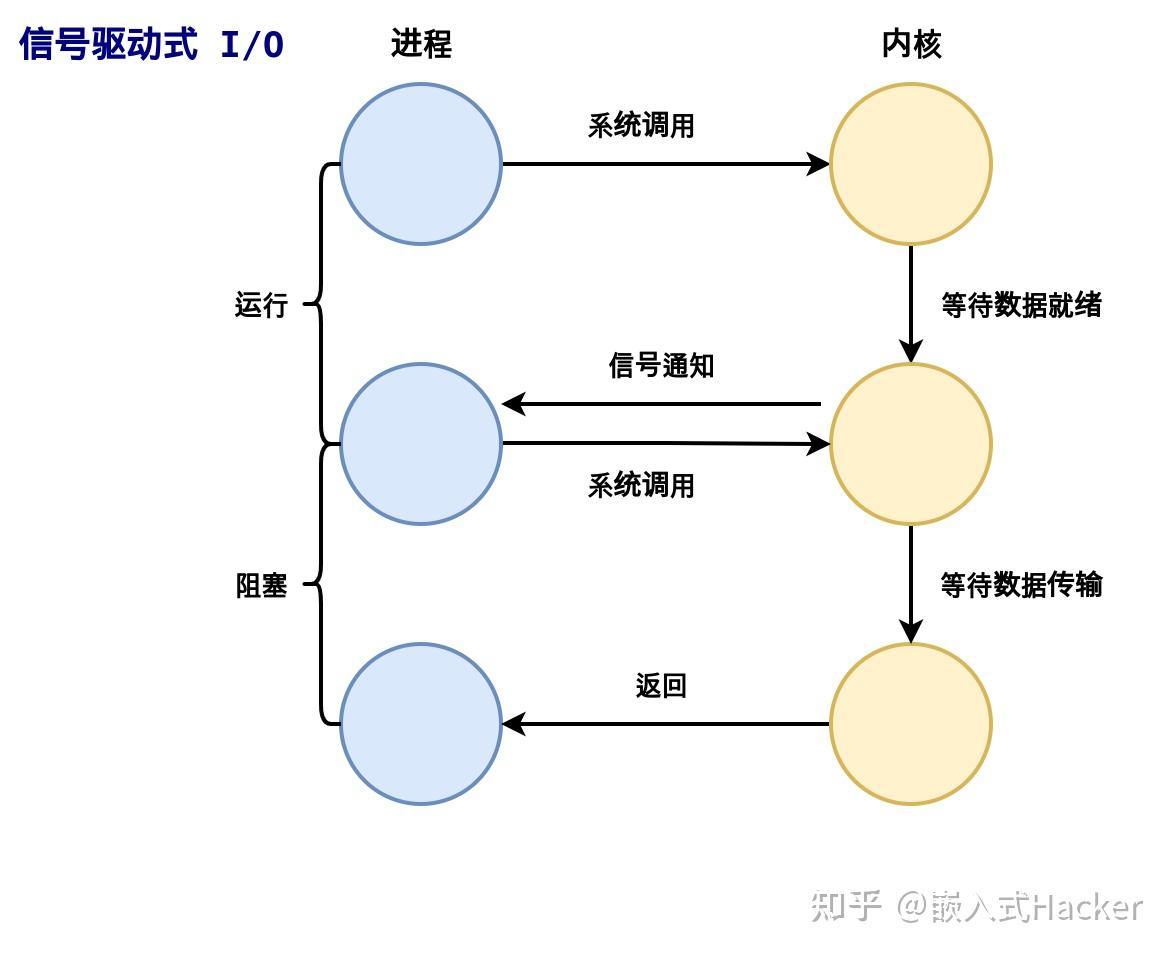 信号驱动式 I/O
进程
内核
系统调用
运行
等待数据就绪
信号通知
系统调用
阻塞
等待数据传输
返回
知乎 @嵌入式Hacker